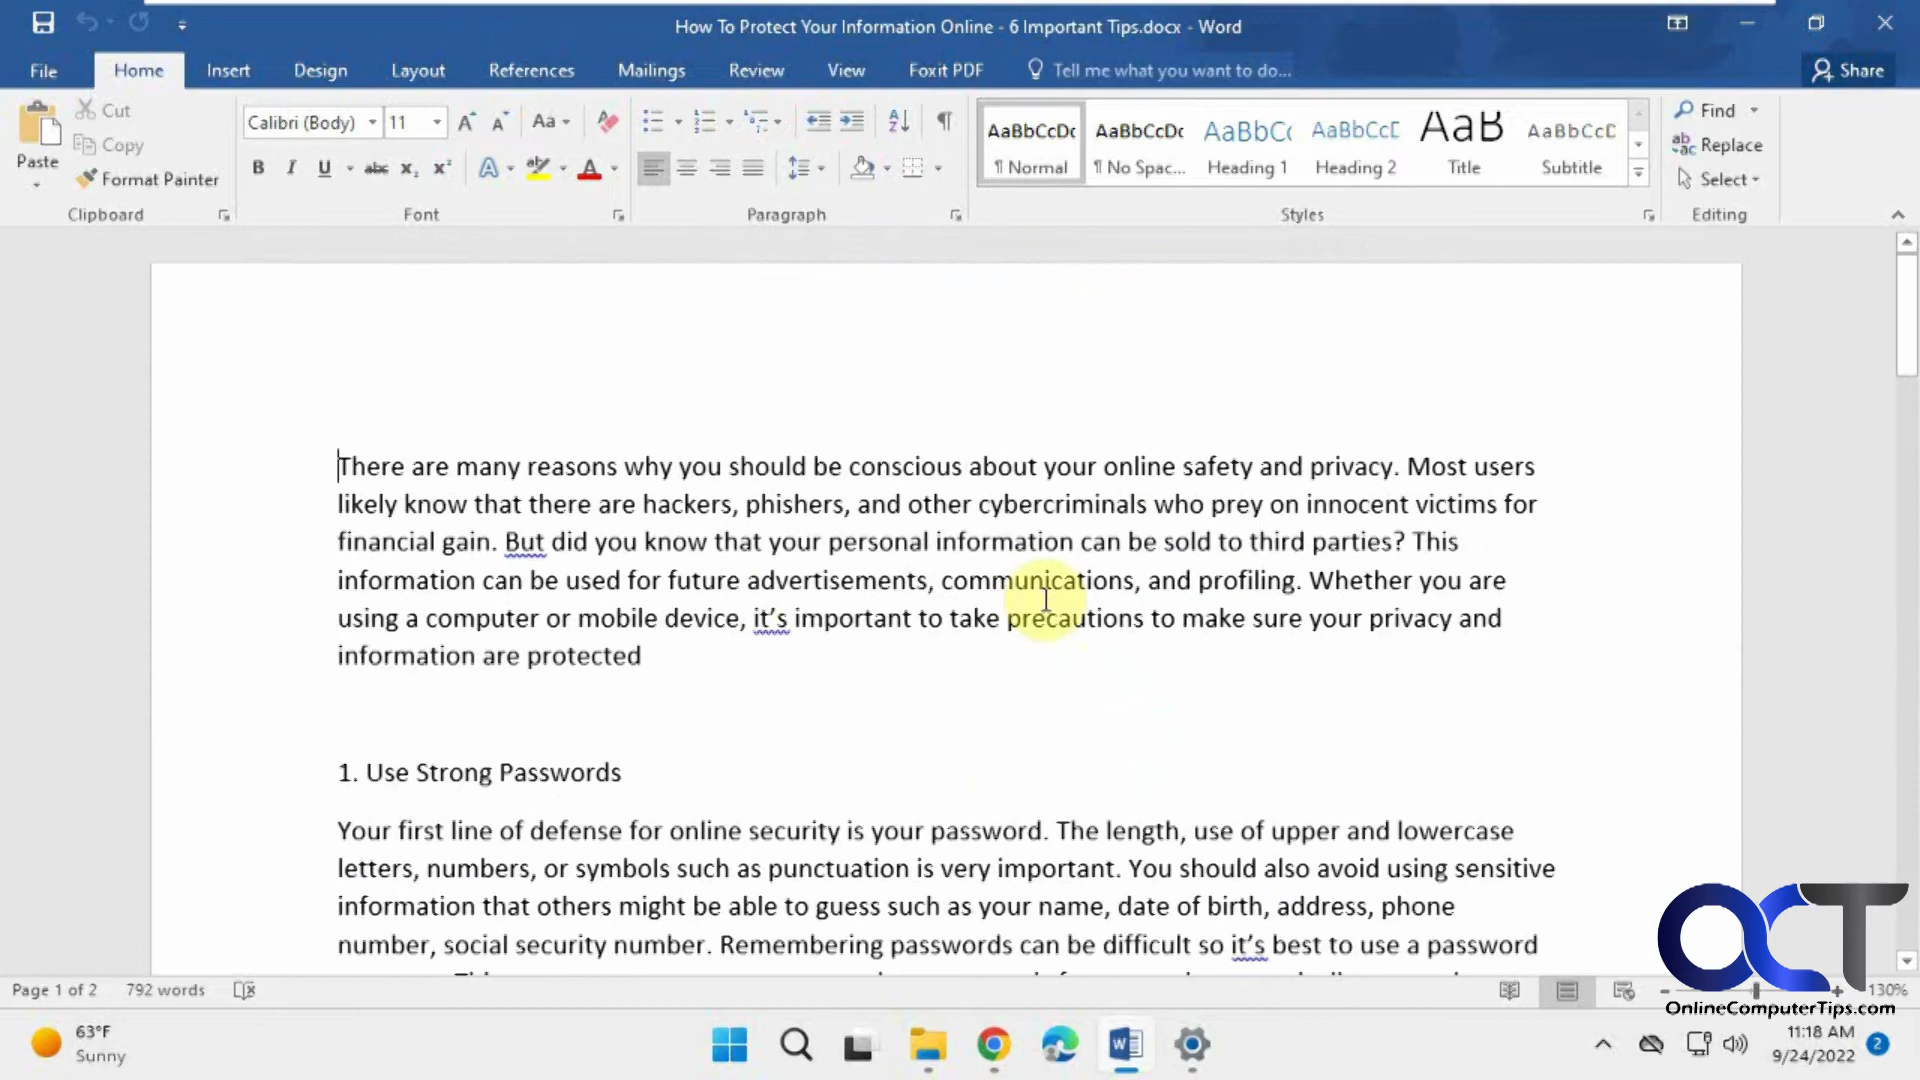 How To Protect Your Information Online - 6 Important Tips.docx - Word
File Home Insert Design Layout References Mailings Review View Foxit PDF Tell me what you want to do... Share
Paste
Cut
Copy
Format Painter
Clipboard
Calibri (Body) 11 Aa
B I U abc x₂ x² A A
Font
Paragraph
AaBbCcDc AaBbCcDc AaBbCc AaBbCcD AaB AaBbCcD
¶ Normal ¶ No Spac... Heading 1 Heading 2 Title Subtitle
Styles
Find
Replace
Select
Editing
There are many reasons why you should be conscious about your online safety and privacy. Most users
likely know that there are hackers, phishers, and other cybercriminals who prey on innocent victims for
financial gain. But did you know that your personal information can be sold to third parties? This
information can be used for future advertisements, communications, and profiling. Whether you are
using a computer or mobile device, it’s important to take precautions to make sure your privacy and
information are protected
1. Use Strong Passwords
Your first line of defense for online security is your password. The length, use of upper and lowercase
letters, numbers, or symbols such as punctuation is very important. You should also avoid using sensitive
information that others might be able to guess such as your name, date of birth, address, phone
number, social security number. Remembering passwords can be difficult so it’s best to use a password
OCT
OnlineComputerTips.com
Page 1 of 2 792 words 130%
63°F
Sunny
11:18 AM
9/24/2022
2